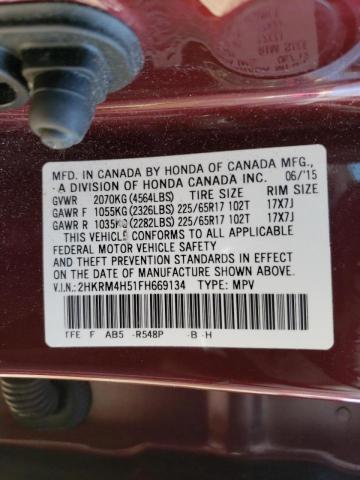 MFD. IN CANADA BY HONDA OF CANADA MFG.,
A DIVISION OF HONDA CANADA INC. 06/'15
GVWR 2070KG (4564LBS) TIRE SIZE RIM SIZE
GAWR F 1055KG (2326LBS) 225/65R17 102T 17X7J
GAWR R 1035KG (2282LBS) 225/65R17 102T 17X7J
THIS VEHICLE CONFORMS TO ALL APPLICABLE
FEDERAL MOTOR VEHICLE SAFETY
AND THEFT PREVENTION STANDARDS IN EFFECT ON THE
DATE OF MANUFACTURE SHOWN ABOVE.
V.I.N.: 2HKRM4H51FH669134 TYPE: MPV
TFE F AB5 -R548P -B -H